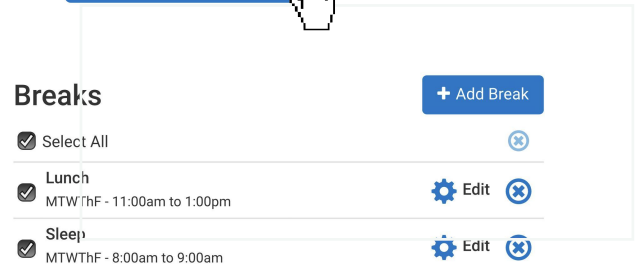 Breaks
+ Add Break
Select All
Lunch
MTWThF - 11:00am to 1:00pm
Edit
Sleep
MTWThF - 8:00am to 9:00am
Edit